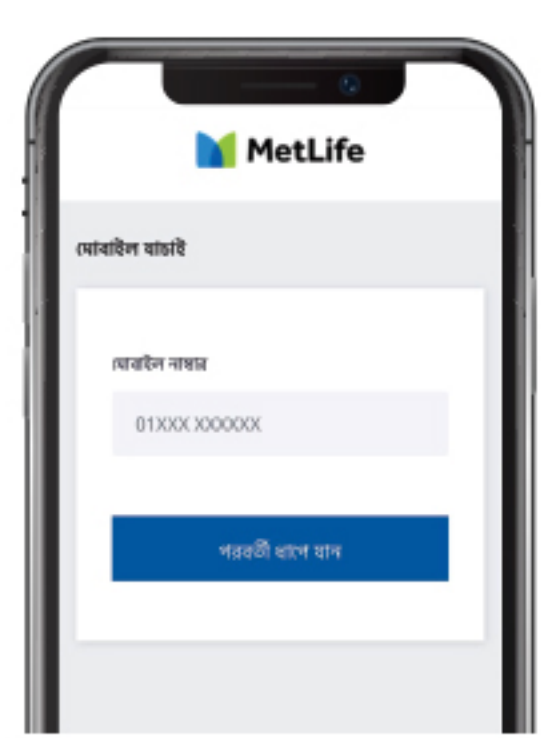 MetLife
মোবাইল যাচাই
মোবাইল নাম্বার
01XXX XXXXXX
পরবর্তী ধাপে যান